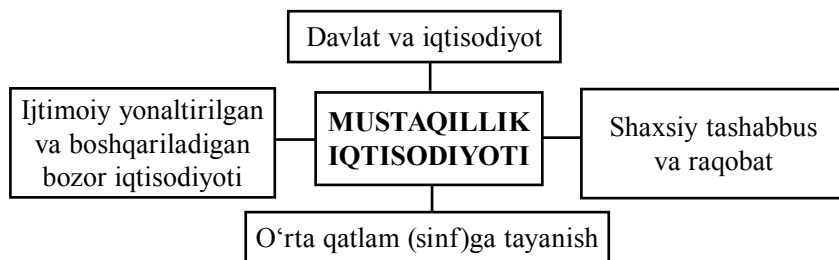 Davlat va iqtisodiyot
Ijtimoiy yonaltirilgan
va boshqariladigan
bozor iqtisodiyoti
MUSTAQILLIK
IQTISODIYOTI
Shaxsiy tashabbus
va raqobat
O‘rta qatlam (sinf)ga tayanish